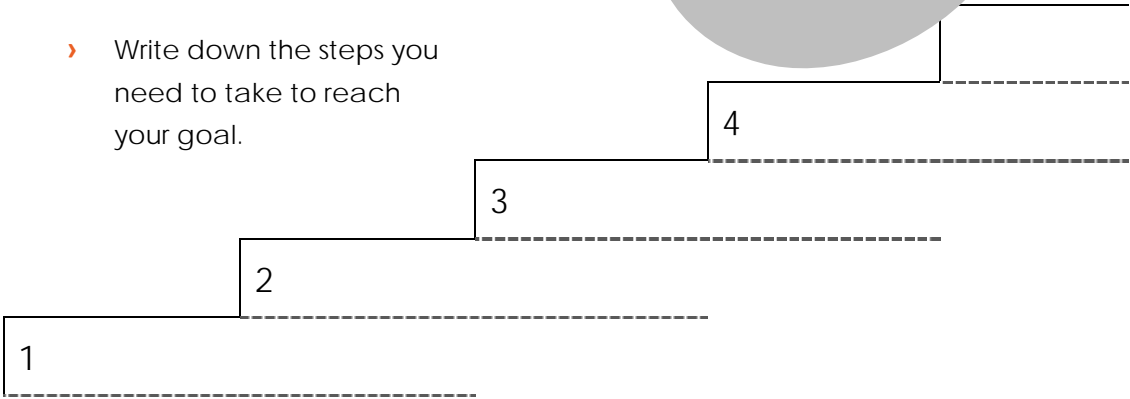 › Write down the steps you
need to take to reach
your goal.
4
3
2
1